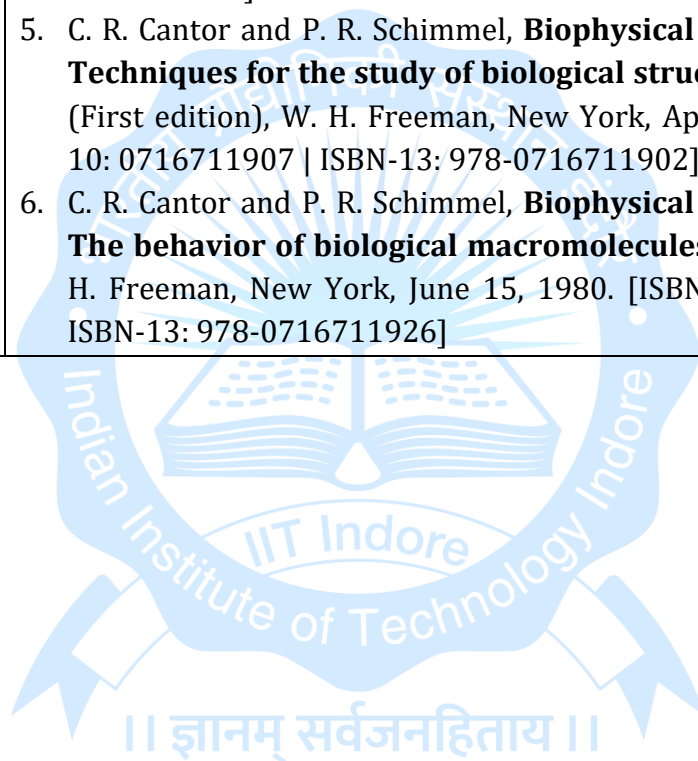 5. C. R. Cantor and P. R. Schimmel, Biophysical
Techniques for the study of biological
(First edition), W. H. Freeman, New York,
10: 0716711907 | ISBN-13: 978-0716711902]
6. C. R. Cantor and P. R. Schimmel, Biophysical
The behavior of biological macromolecules
H. Freeman, New York, June 15, 1980. [ISBN
ISBN-13: 978-0716711926]
भारतीय प्रौद्योगिकी संस्थान इंदौर
Indian Institute of Technology Indore
IIT Indore
।। ज्ञानम् सर्वजनहिताय ।।